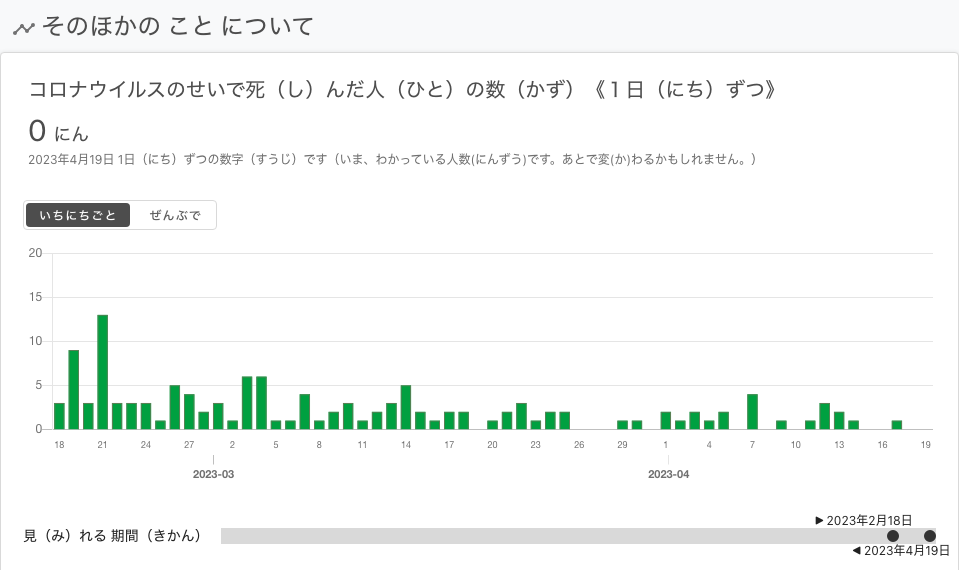 そのほかの こと について
コロナウイルスのせいで死（し）んだ人（ひと）の数（かず）《１日（にち）ずつ》
0 にん
2023年4月19日 1日（にち）ずつの数字（すうじ）です（いま、わかっている人数(にんずう)です。あとで変(か)わるかもしれません。）
いちにちごと ぜんぶで
20
15
10
5
0
18 21 24 27 2 5 8 11 14 17 20 23 26 29 1 4 7 10 13 16 19
2023-03 2023-04
▶ 2023年2月18日
見（み）れる 期間（きかん）
◀ 2023年4月19日